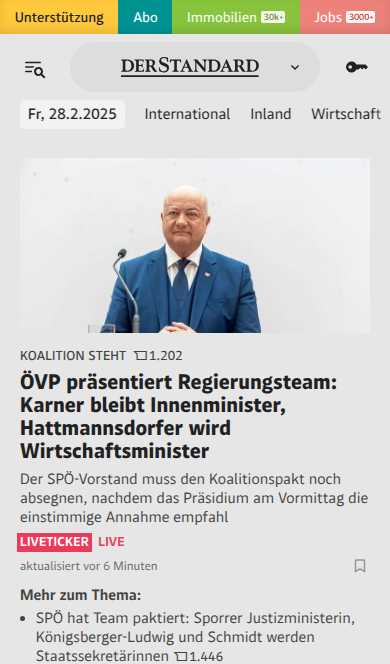 Unterstützung Abo Immobilien 30k+ Jobs 3000+
DERSTANDARD
Fr, 28.2.2025 International Inland Wirtschaft
KOALITION STEHT 1.202
ÖVP präsentiert Regierungsteam:
Karner bleibt Innenminister,
Hattmannsdorfer wird
Wirtschaftsminister
Der SPÖ-Vorstand muss den Koalitionspakt noch
absegnen, nachdem das Präsidium am Vormittag die
einstimmige Annahme empfahl
LIVETICKER LIVE
aktualisiert vor 6 Minuten
Mehr zum Thema:
• SPÖ hat Team paktiert: Sporrer Justizministerin,
Königsberger-Ludwig und Schmidt werden
Staatssekretärinnen 1.446